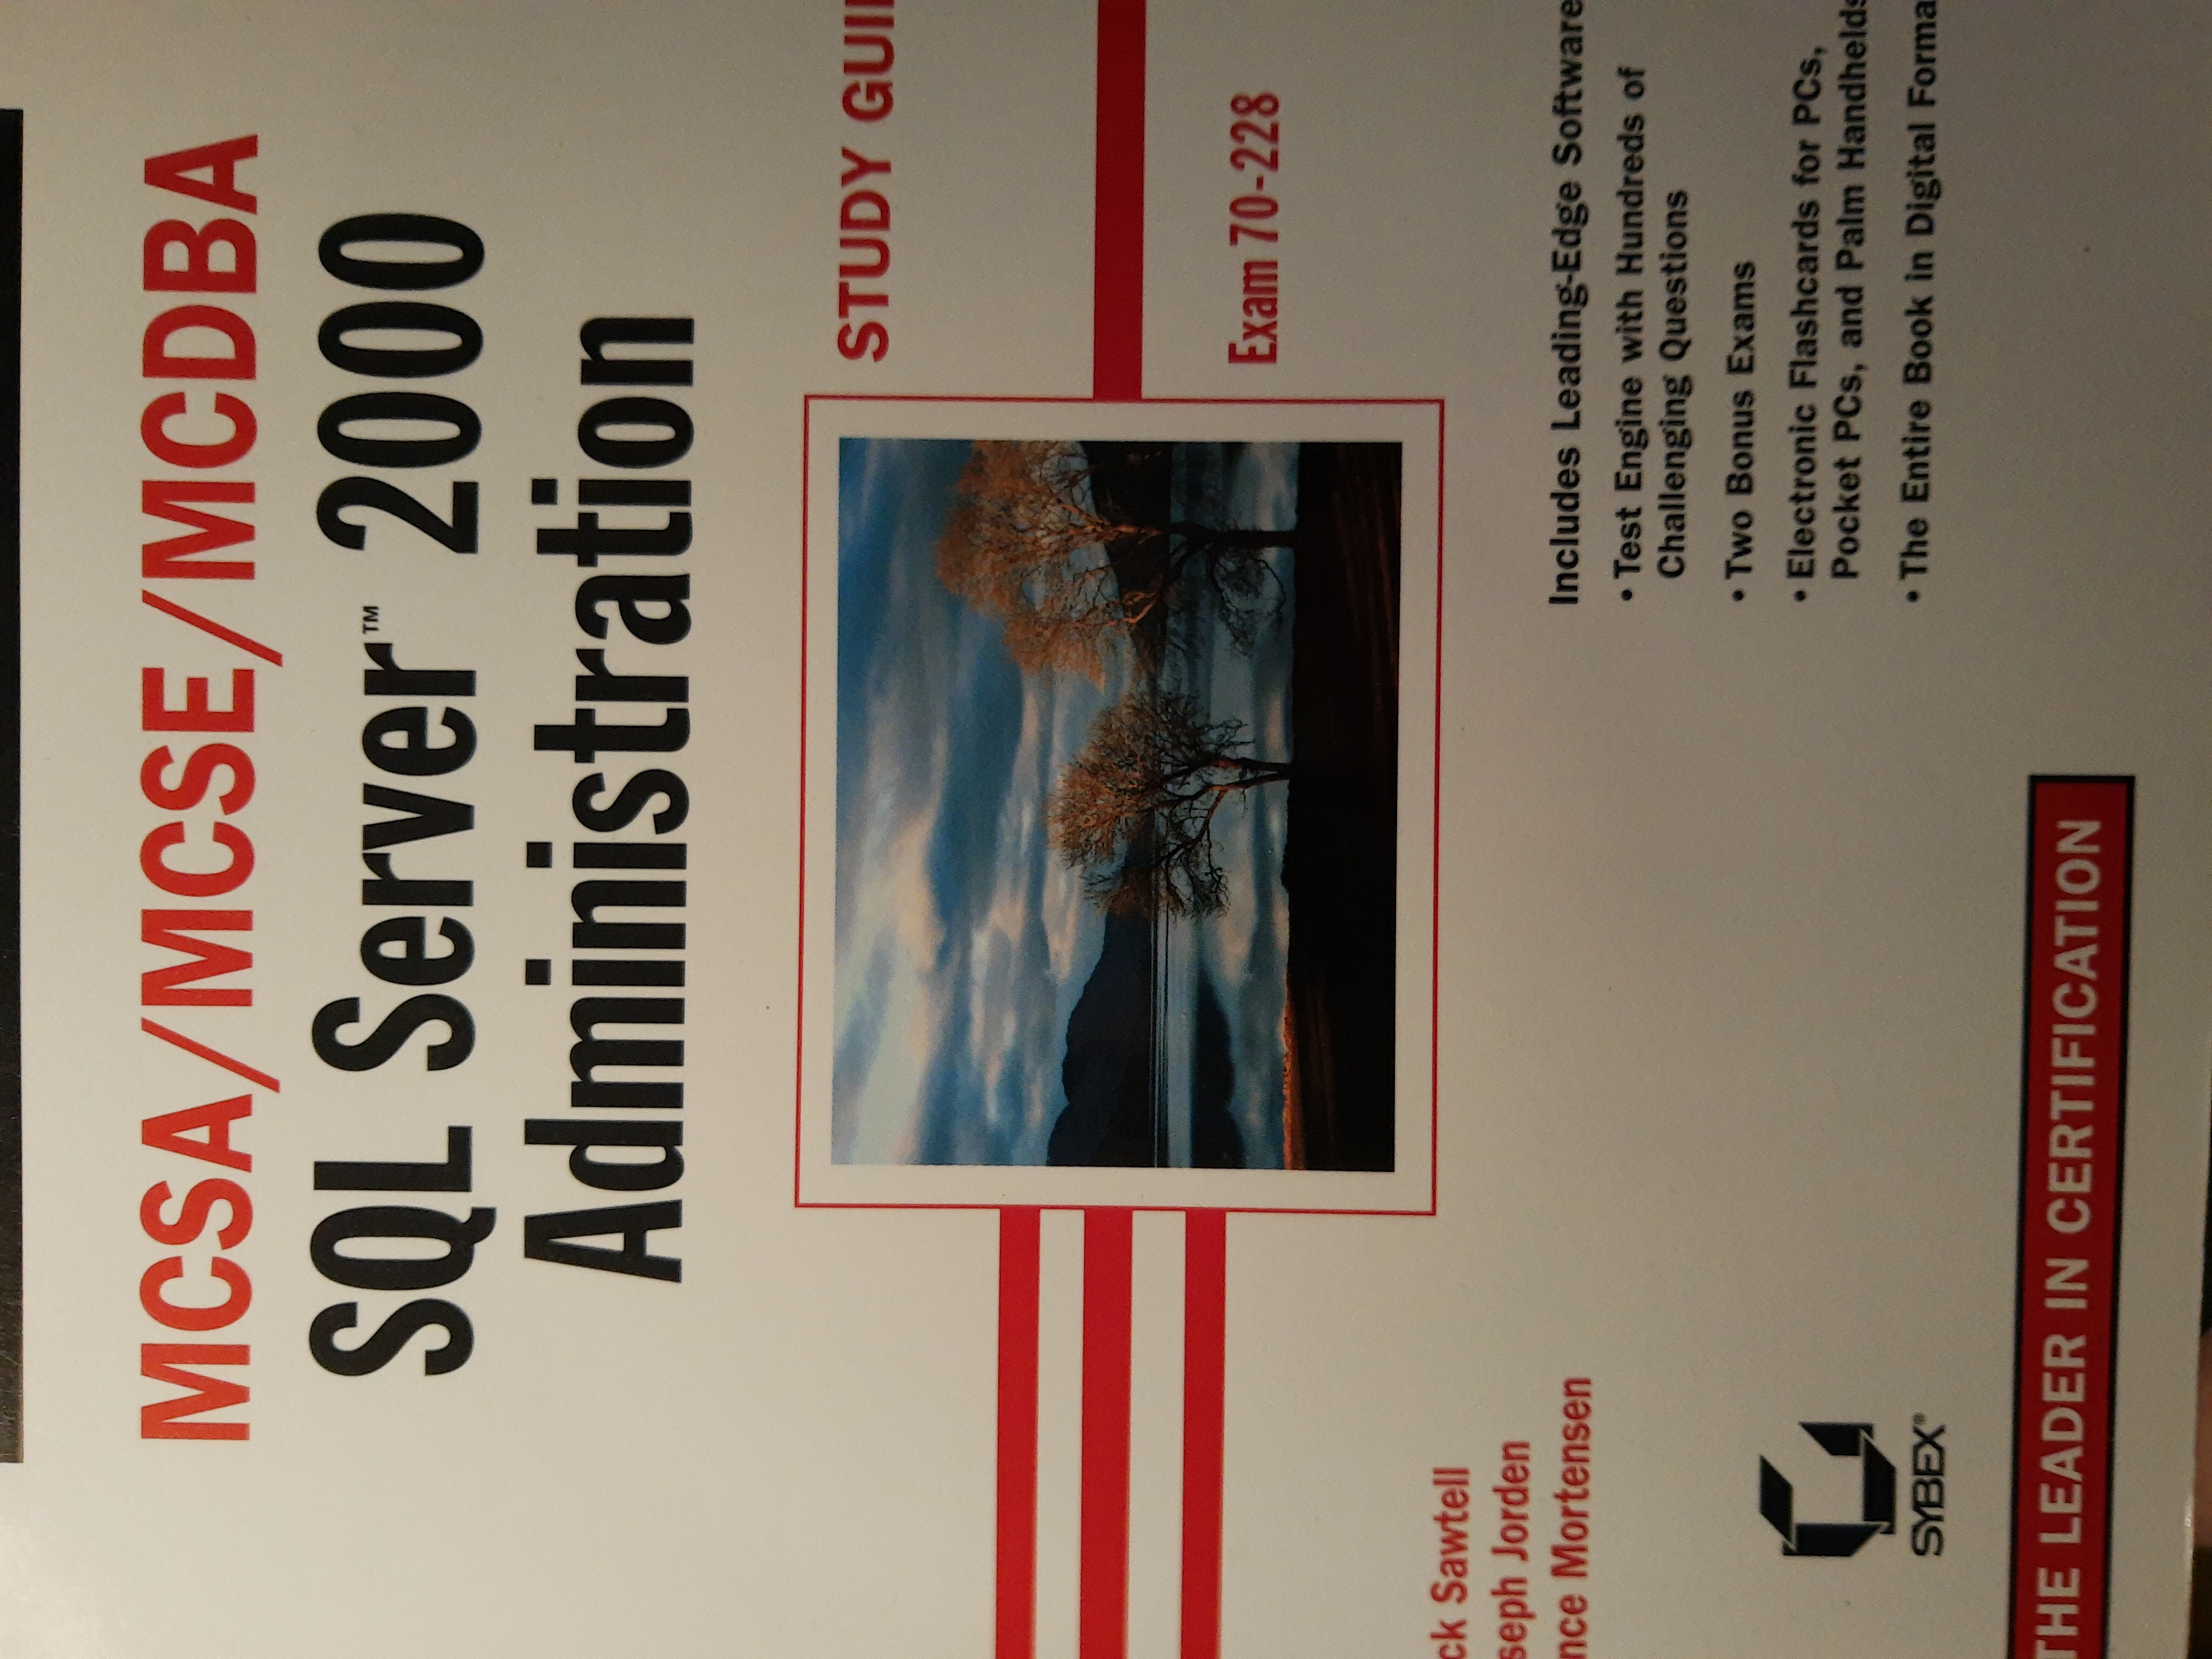 MCSA/MCSE/MCDBA
SQL Server™ 2000
Administration
STUDY GUI
Exam 70-228
ck Sawtell
seph Jorden
nce Mortensen
Includes Leading-Edge Software
• Test Engine with Hundreds of
Challenging Questions
• Two Bonus Exams
• Electronic Flashcards for PCs,
Pocket PCs, and Palm Handhelds
• The Entire Book in Digital Forma
SYBEX®
THE LEADER IN CERTIFICATION